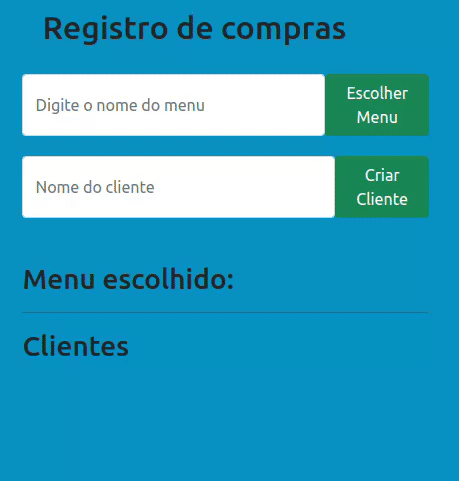 Registro de compras
Digite o nome do menu
Escolher
Menu
Nome do cliente
Criar
Cliente
Menu escolhido:
Clientes